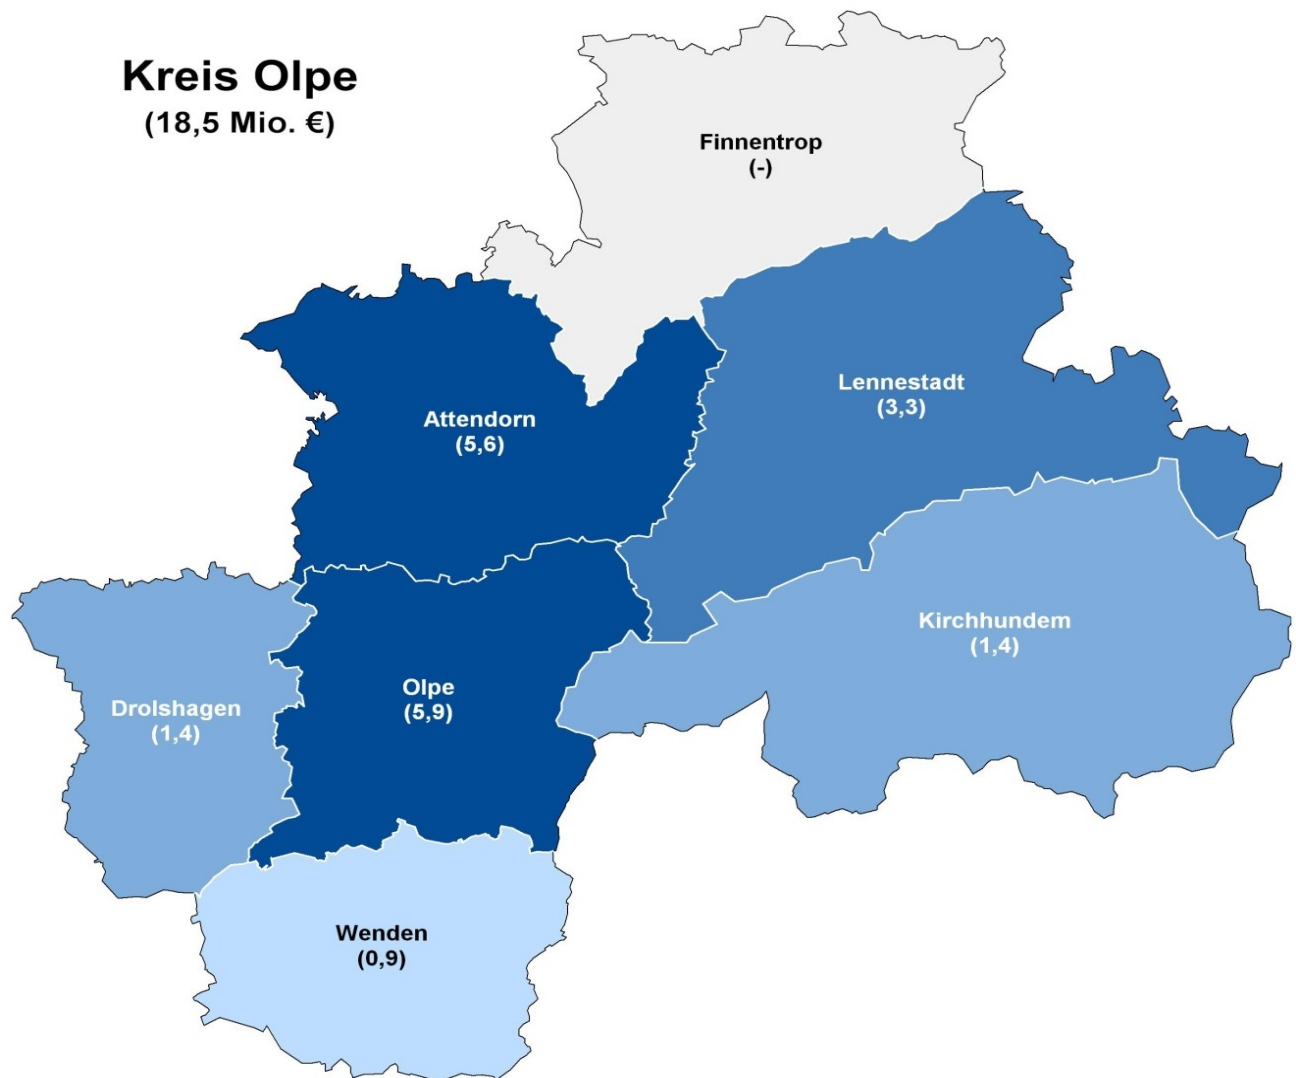 Kreis Olpe
(18,5 Mio. €)
Finnentrop
(-)
Lennestadt
(3,3)
Attendorn
(5,6)
Kirchhundem
(1,4)
Olpe
(5,9)
Drolshagen
(1,4)
Wenden
(0,9)